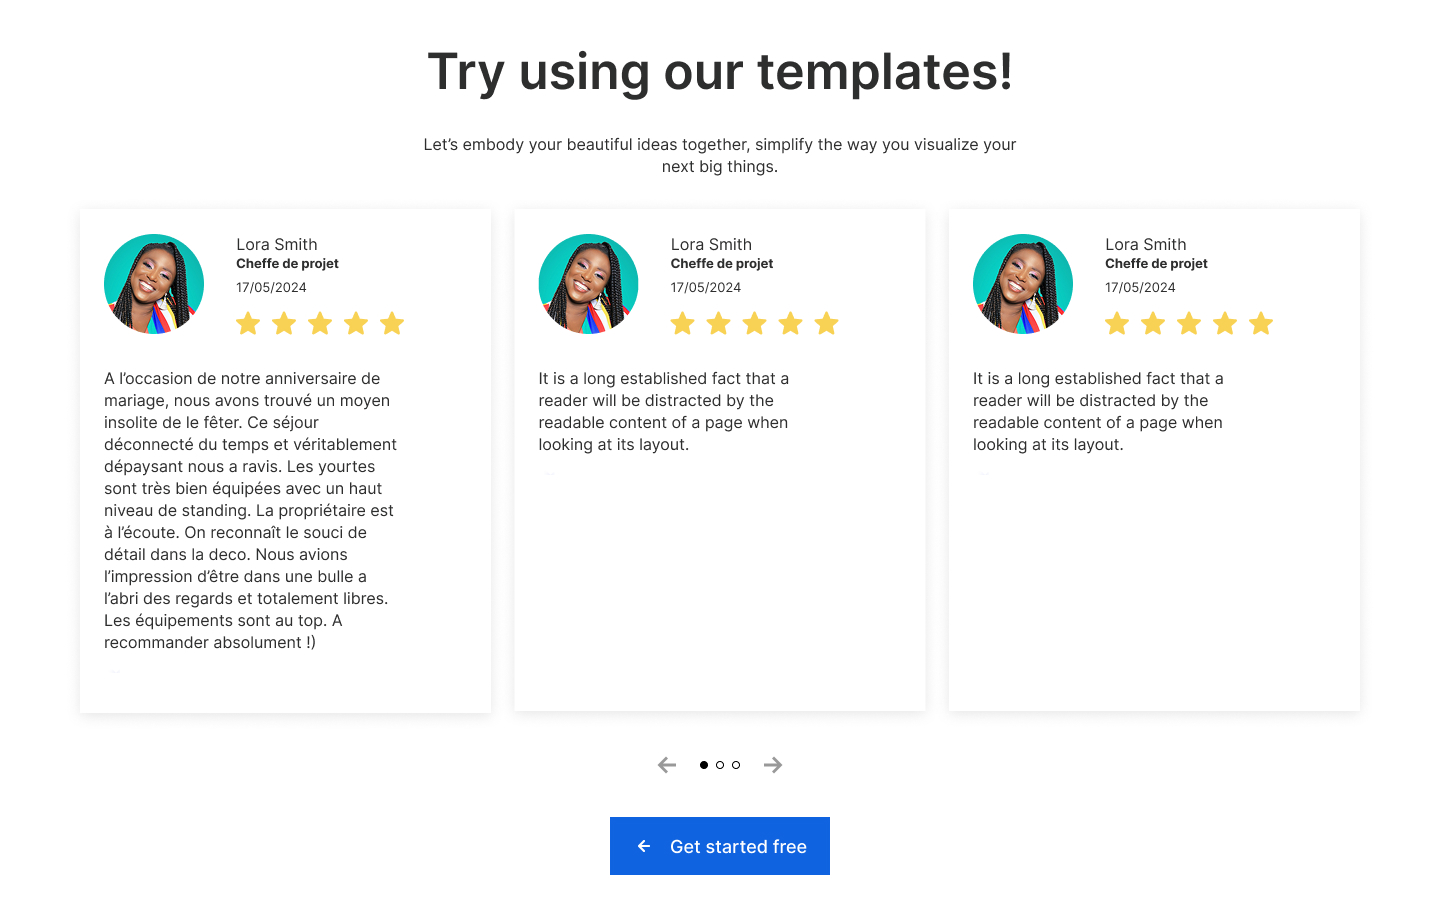 Try using our templates!
Let’s embody your beautiful ideas together, simplify the way you visualize your
next big things.
Lora Smith
Cheffe de projet
17/05/2024
A l’occasion de notre anniversaire de
mariage, nous avons trouvé un moyen
insolite de le fêter. Ce séjour
déconnecté du temps et véritablement
dépaysant nous a ravis. Les yourtes
sont très bien équipées avec un haut
niveau de standing. La propriétaire est
à l’écoute. On reconnaît le souci de
détail dans la deco. Nous avions
l’impression d’être dans une bulle a
l’abri des regards et totalement libres.
Les équipements sont au top. A
recommander absolument !)
Lora Smith
Cheffe de projet
17/05/2024
It is a long established fact that a
reader will be distracted by the
readable content of a page when
looking at its layout.
Lora Smith
Cheffe de projet
17/05/2024
It is a long established fact that a
reader will be distracted by the
readable content of a page when
looking at its layout.
Get started free